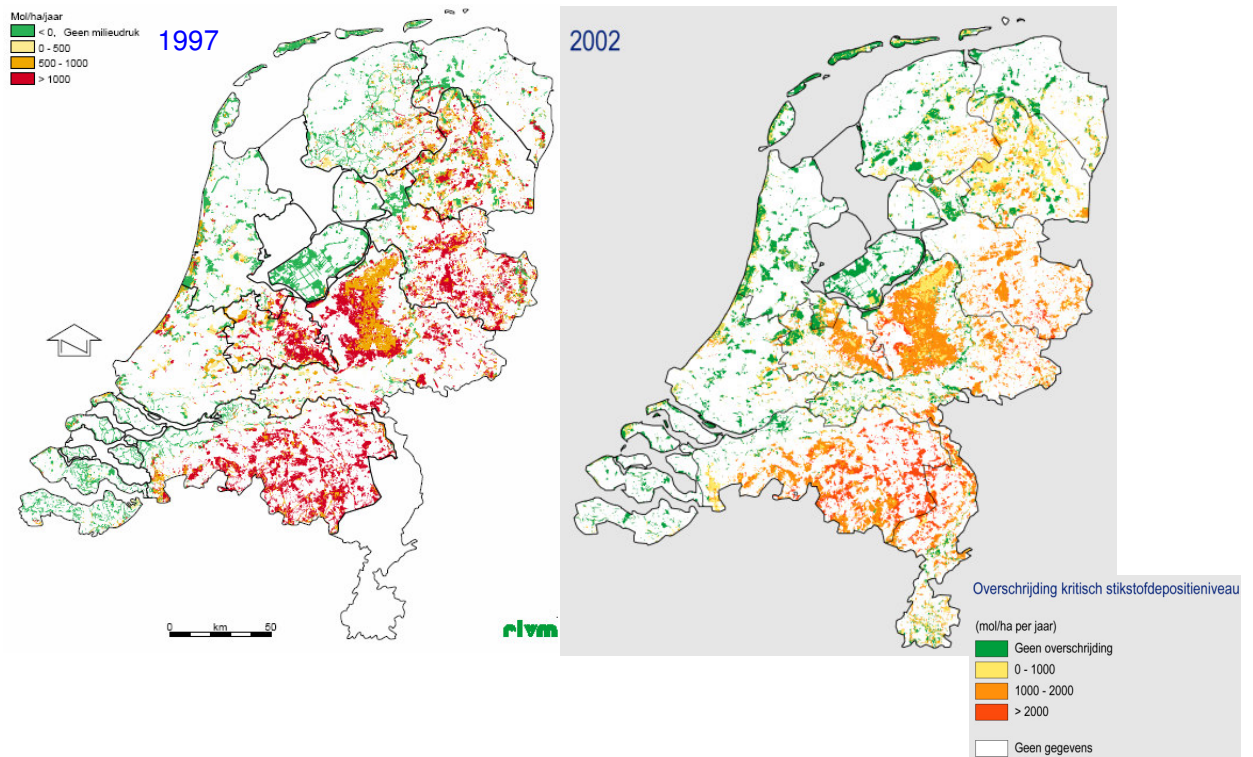 Mol/ha/jaar
< 0, Geen milieudruk
0 - 500
500 - 1000
> 1000
1997
2002
N
0 km 50
rivm
Overschrijding kritisch stikstofdepositieniveau
(mol/ha per jaar)
Geen overschrijding
0 - 1000
1000 - 2000
> 2000
Geen gegevens